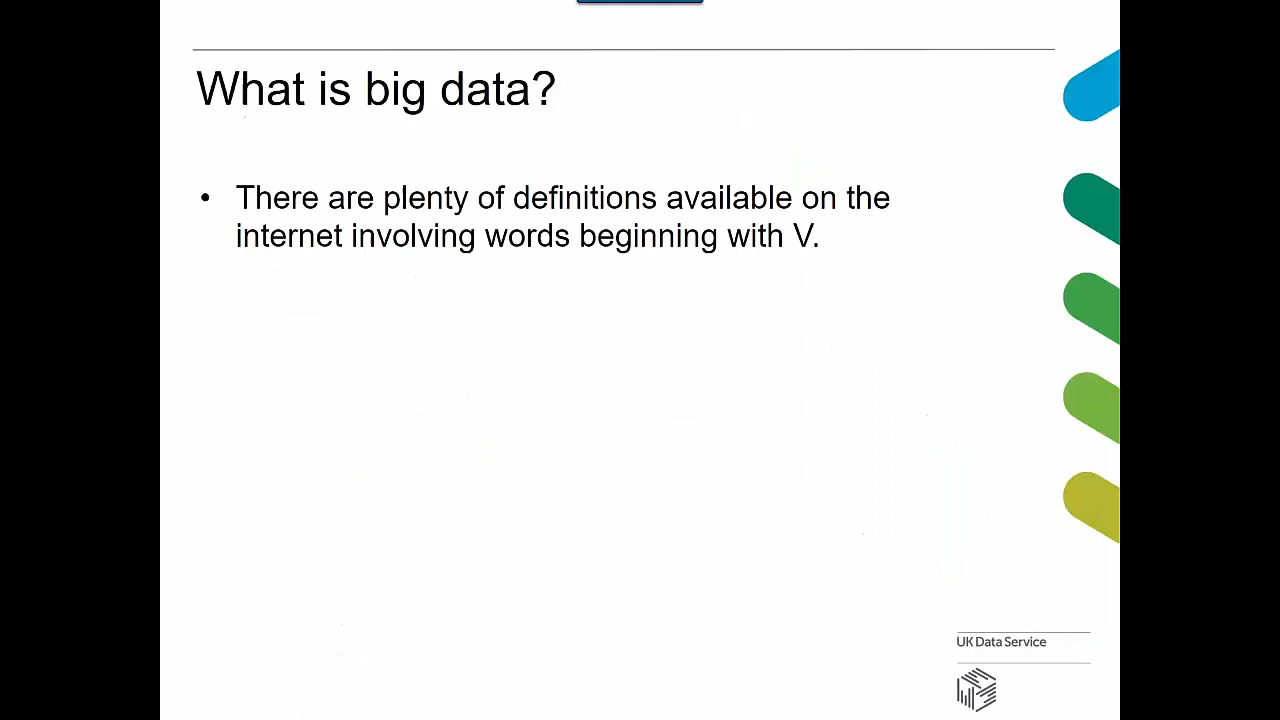 What is big data?
• There are plenty of definitions available on the
internet involving words beginning with V.
UK Data Service